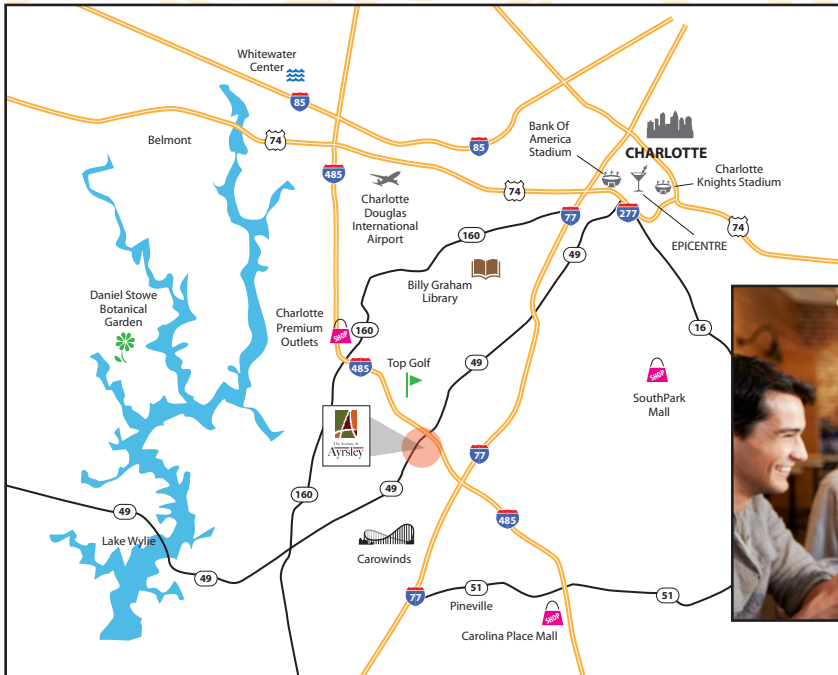 Whitewater
Center
85
Belmont
74
485
85
Bank Of
America
Stadium
CHARLOTTE
Charlotte
Knights Stadium
Charlotte
Douglas
International
Airport
74
77
277
74
EPICENTRE
160
49
Billy Graham
Library
Daniel Stowe
Botanical
Garden
Charlotte
Premium
Outlets
SHOP
160
16
485
Top Golf
49
SHOP
SouthPark
Mall
Ayrsley
77
160
49
49
485
Lake Wylie
Carowinds
49
77
51
Pineville
51
SHOP
Carolina Place Mall